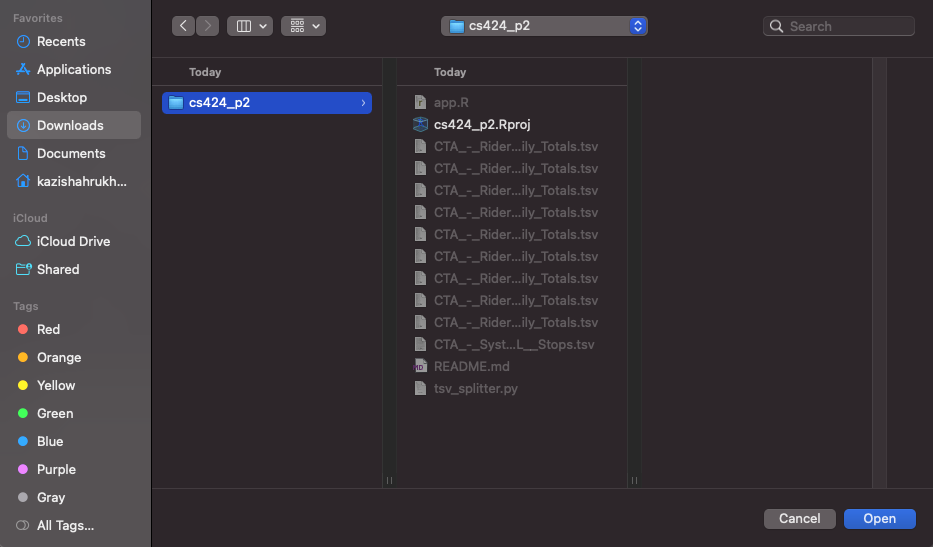 Favorites
Recents
Applications
Desktop
Downloads
Documents
kazishahrukh...
iCloud
iCloud Drive
Shared
Tags
Red
Orange
Yellow
Green
Blue
Purple
Gray
All Tags...
cs424_p2
Search
Today
cs424_p2
Today
app.R
cs424_p2.Rproj
CTA_-_Rider...ily_Totals.tsv
CTA_-_Rider...ily_Totals.tsv
CTA_-_Rider...ily_Totals.tsv
CTA_-_Rider...ily_Totals.tsv
CTA_-_Rider...ily_Totals.tsv
CTA_-_Rider...ily_Totals.tsv
CTA_-_Rider...ily_Totals.tsv
CTA_-_Rider...ily_Totals.tsv
CTA_-_Rider...ily_Totals.tsv
CTA_-_Syst...L__Stops.tsv
README.md
tsv_splitter.py
Cancel
Open